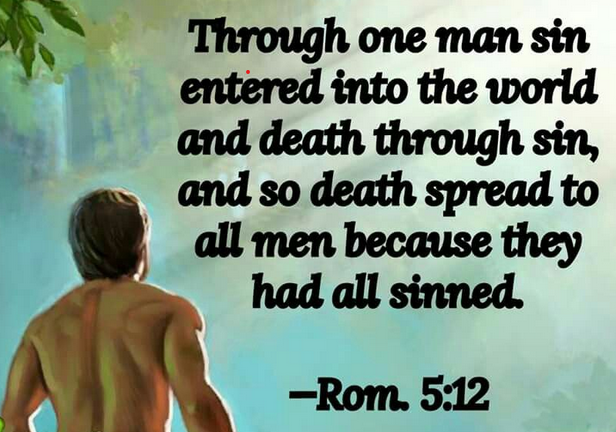 Through one man sin
entered into the world
and death through sin,
and so death spread to
all men because they
had all sinned.
—Rom. 5:12